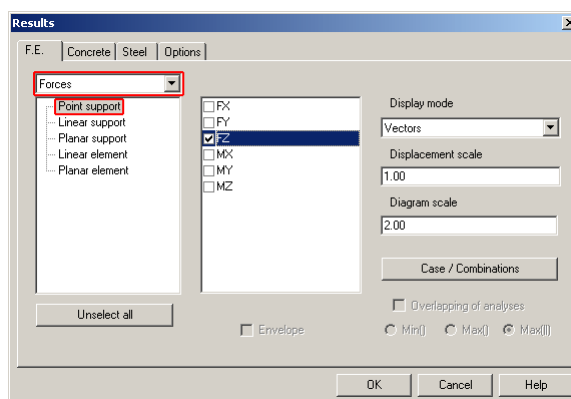 Results
F.E. Concrete Steel Options
Forces
Point support
Linear support
Planar support
Linear element
Planar element
Unselect all
FX
FY
FZ
MX
MY
MZ
Envelope
Display mode
Vectors
Displacement scale
1.00
Diagram scale
2.00
Case / Combinations
Overlapping of analyses
Min() Max() Max(||)
OK Cancel Help